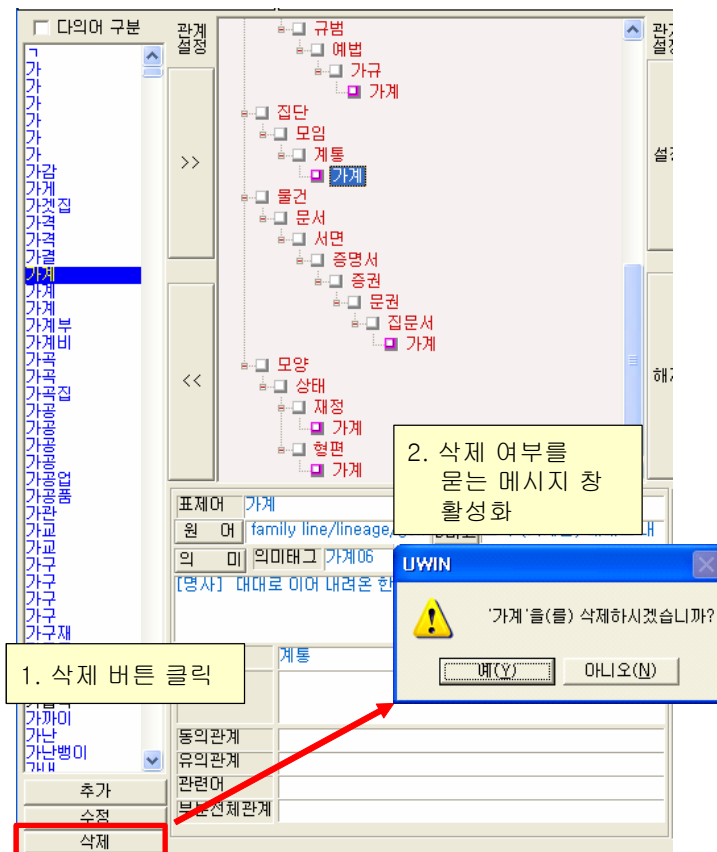 다의어 구분
ㄱ
가
가
가
가
가
가
가감
가게
가겟집
가격
가격
가결
가계
가계
가계
가계부
가계비
가곡
가곡
가곡집
가공
가공
가공
가공
가공업
가공품
가관
가교
가교
가구
가구
가구
가구
가구재
가까이
가난
가난뱅이
추가
수정
삭제
관계
설정
>>
<<
규범
예법
가규
가계
집단
모임
계통
가계
물건
문서
서면
증명서
증권
문권
집문서
가계
모양
상태
재정
가계
형편
가계
설정
표제어 가계
원 어 family line/lineage/
의 미 의미태그 가계06
[명사] 대대로 이어 내려온 한
계통
동의관계
유의관계
관련어
부분전체관계
1. 삭제 버튼 클릭
2. 삭제 여부를
묻는 메시지 창
활성화
UWIN
'가계'을(를) 삭제하시겠습니까?
예(Y) 아니오(N)